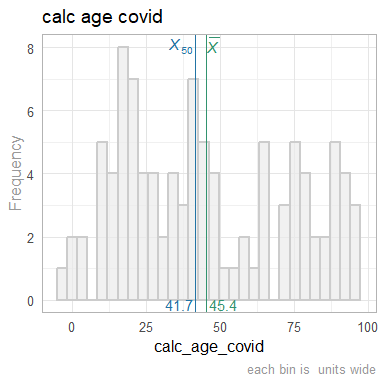 calc age covid
X50
X̅
Frequency
8
6
4
2
0
41.7
45.4
0
25
50
75
100
calc_age_covid
each bin is  units wide